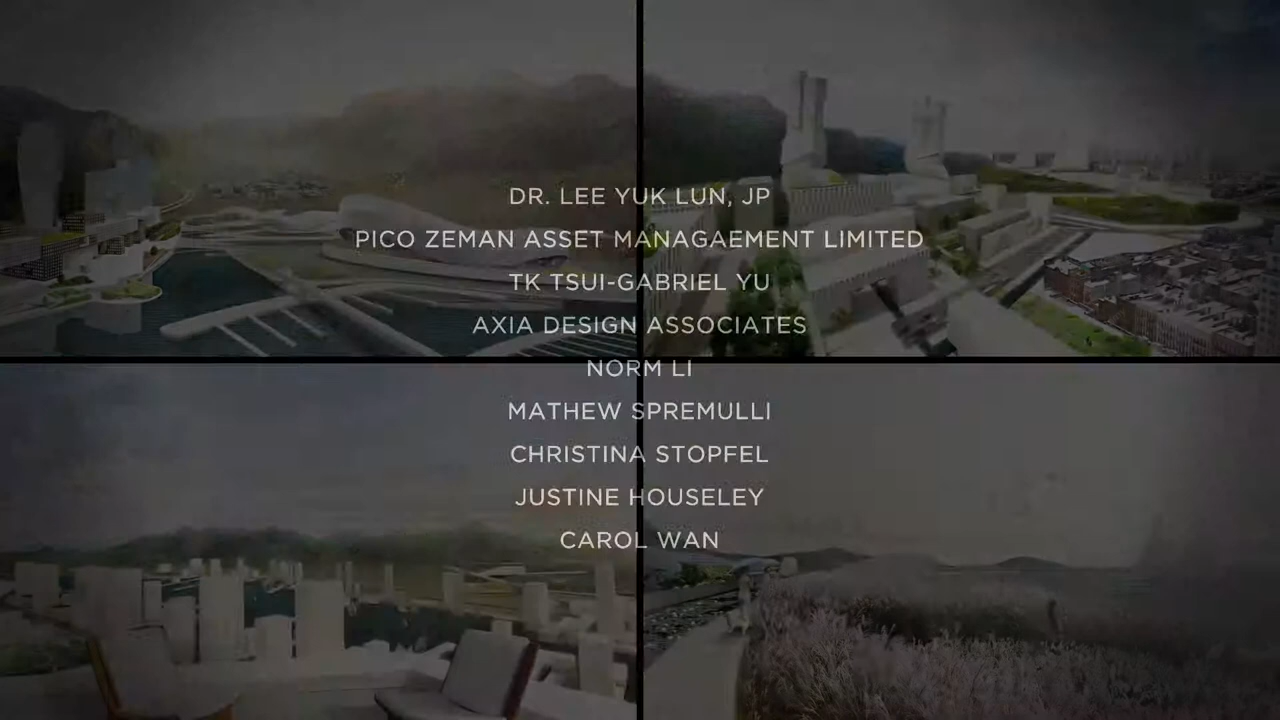 DR. LEE YUK LUN, JP
PICO ZEMAN ASSET MANAGAEMENT LIMITED
TK TSUI-GABRIEL YU
AXIA DESIGN ASSOCIATES
NORM LI
MATHEW SPREMULLI
CHRISTINA STOPFEL
JUSTINE HOUSELEY
CAROL WAN